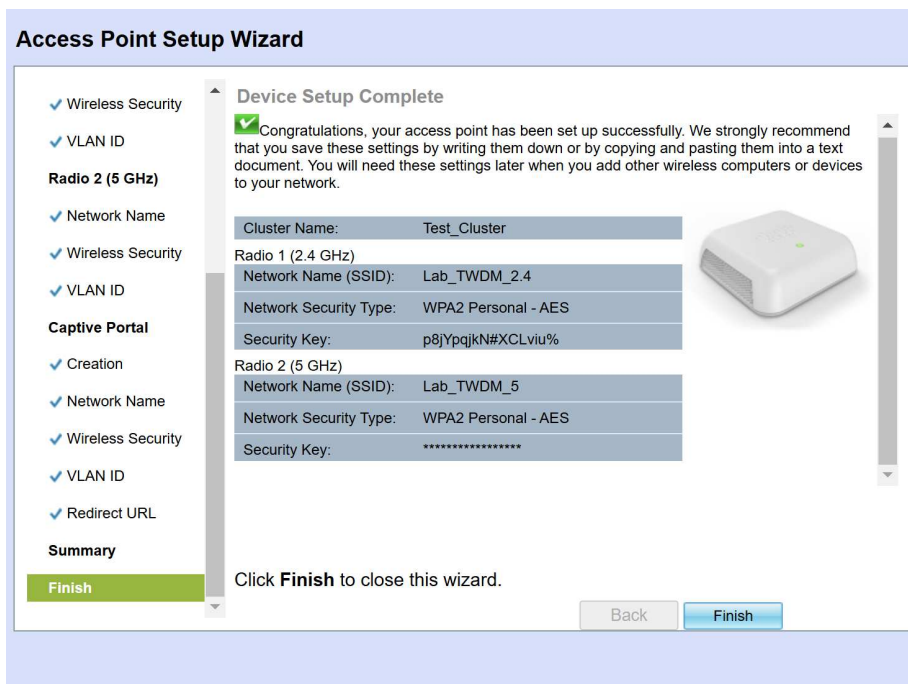 Access Point Setup Wizard
Wireless Security
VLAN ID
Radio 2 (5 GHz)
Network Name
Wireless Security
VLAN ID
Captive Portal
Creation
Network Name
Wireless Security
VLAN ID
Redirect URL
Summary
Finish
Device Setup Complete
Congratulations, your access point has been set up successfully. We strongly recommend
that you save these settings by writing them down or by copying and pasting them into a text
document. You will need these settings later when you add other wireless computers or devices
to your network.
Cluster Name: Test_Cluster
Radio 1 (2.4 GHz)
Network Name (SSID): Lab_TWDM_2.4
Network Security Type: WPA2 Personal - AES
Security Key: p8jYpqjkN#XCLviu%
Radio 2 (5 GHz)
Network Name (SSID): Lab_TWDM_5
Network Security Type: WPA2 Personal - AES
Security Key: *****************
Click Finish to close this wizard.
Back Finish